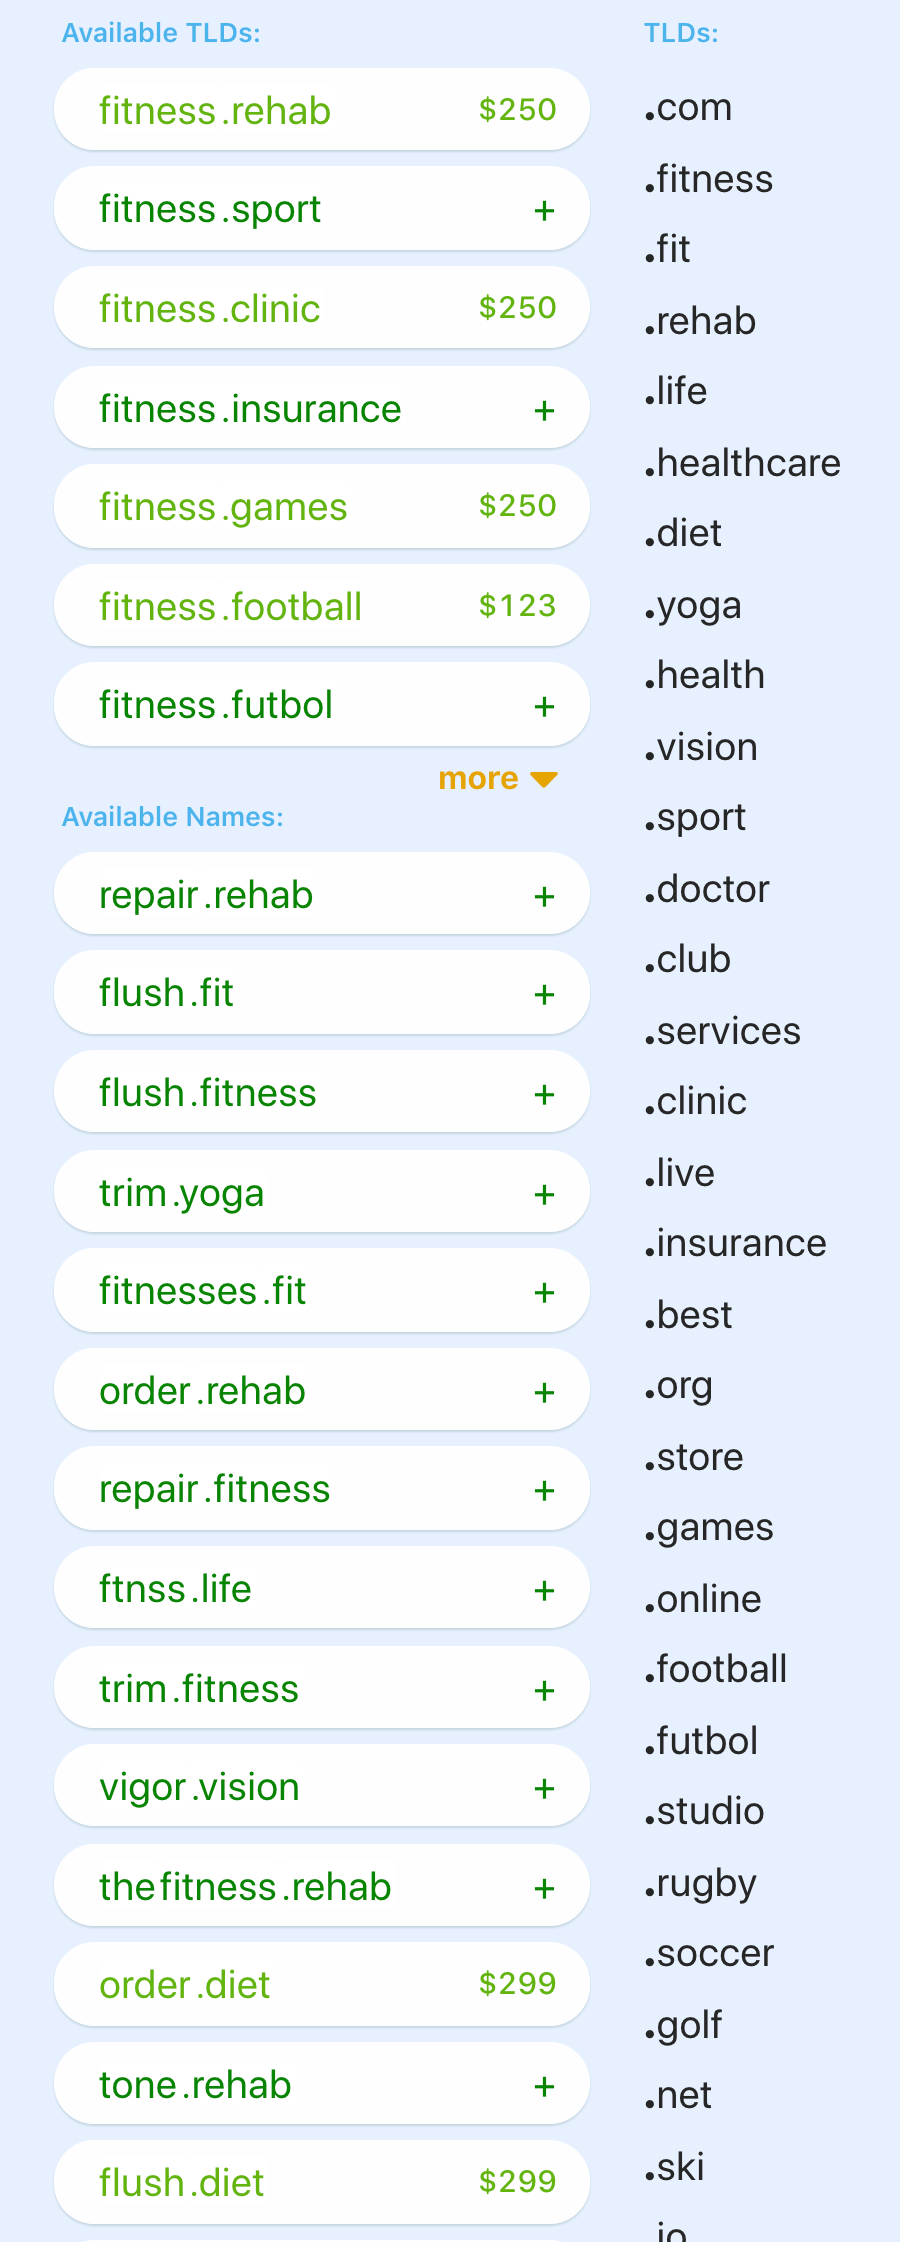 Available TLDs:
fitness.rehab $250
fitness.sport +
fitness.clinic $250
fitness.insurance +
fitness.games $250
fitness.football $123
fitness.futbol +
more
Available Names:
repair.rehab +
flush.fit +
flush.fitness +
trim.yoga +
fitnesses.fit +
order.rehab +
repair.fitness +
ftnss.life +
trim.fitness +
vigor.vision +
thefitness.rehab +
order.diet $299
tone.rehab +
flush.diet $299
TLDs:
.com
.fitness
.fit
.rehab
.life
.healthcare
.diet
.yoga
.health
.vision
.sport
.doctor
.club
.services
.clinic
.live
.insurance
.best
.org
.store
.games
.online
.football
.futbol
.studio
.rugby
.soccer
.golf
.net
.ski